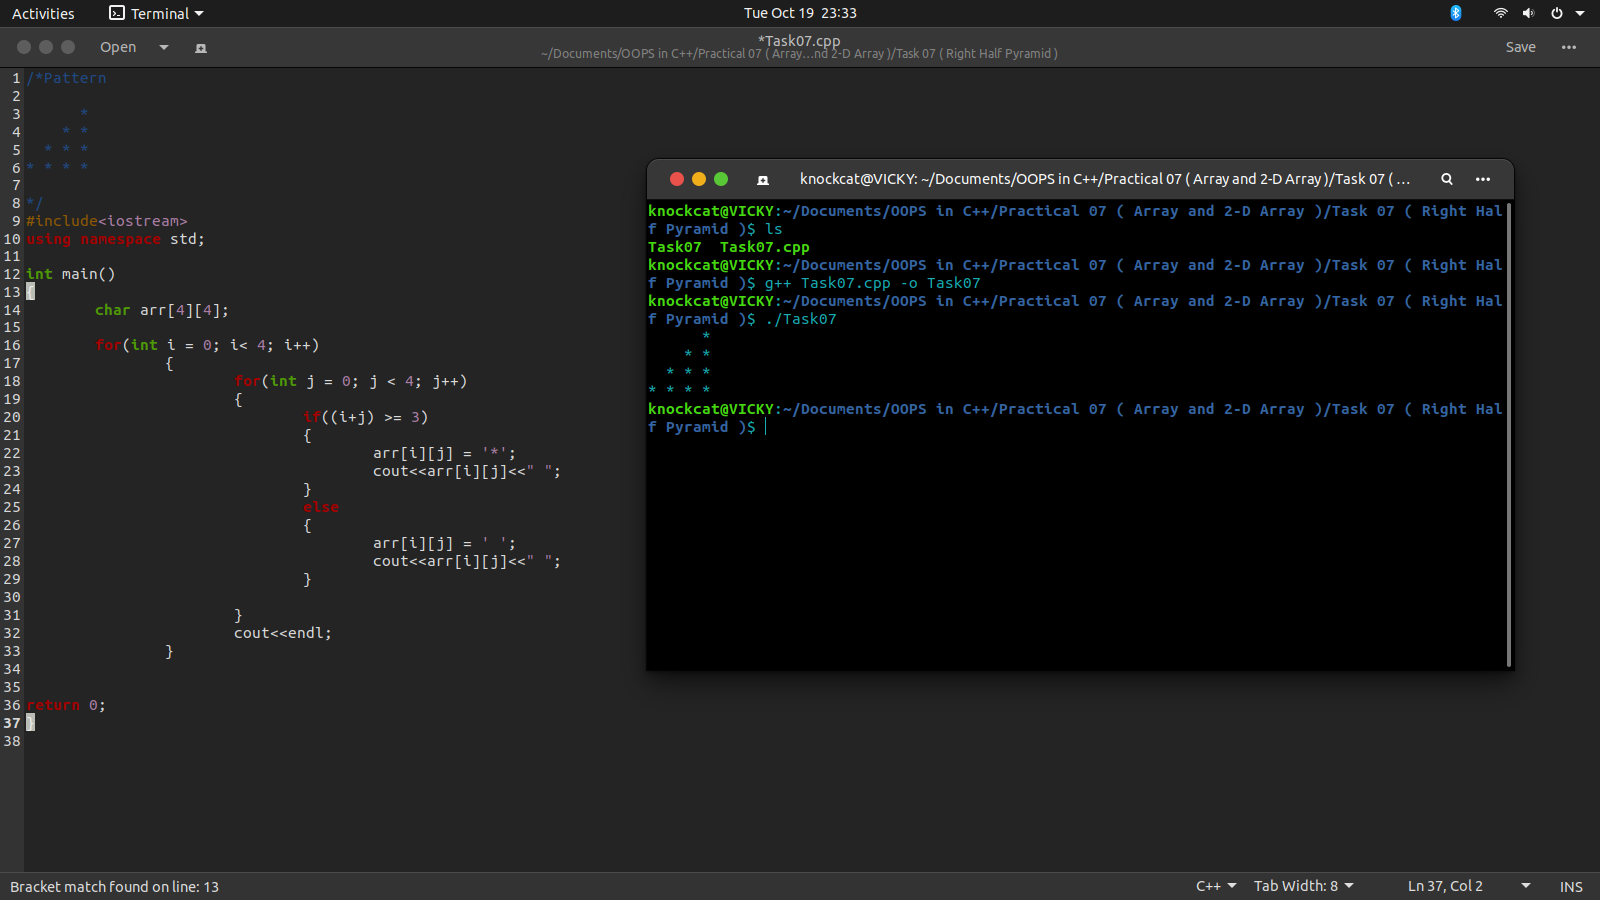 Activities Terminal Tue Oct 19 23:33
Open *Task07.cpp Save
~/Documents/OOPS in C++/Practical 07 ( Array...nd 2-D Array )/Task 07 ( Right Half Pyramid )
1 /*Pattern
2
3       *
4     * *
5   * * *
6 * * * *
7
8 */
9 #include<iostream>
10 using namespace std;
11
12 int main()
13 {
14 char arr[4][4];
15
16 for(int i = 0; i< 4; i++)
17 {
18 for(int j = 0; j < 4; j++)
19 {
20 if((i+j) >= 3)
21 {
22 arr[i][j] = '*';
23 cout<<arr[i][j]<<" ";
24 }
25 else
26 {
27 arr[i][j] = ' ';
28 cout<<arr[i][j]<<" ";
29 }
30
31 }
32 cout<<endl;
33 }
34
35
36 return 0;
37 }
38
knockcat@VICKY: ~/Documents/OOPS in C++/Practical 07 ( Array and 2-D Array )/Task 07 ( ...
knockcat@VICKY:~/Documents/OOPS in C++/Practical 07 ( Array and 2-D Array )/Task 07 ( Right Hal
f Pyramid )$ ls
Task07  Task07.cpp
knockcat@VICKY:~/Documents/OOPS in C++/Practical 07 ( Array and 2-D Array )/Task 07 ( Right Hal
f Pyramid )$ g++ Task07.cpp -o Task07
knockcat@VICKY:~/Documents/OOPS in C++/Practical 07 ( Array and 2-D Array )/Task 07 ( Right Hal
f Pyramid )$ ./Task07
      *
    * *
  * * *
* * * *
knockcat@VICKY:~/Documents/OOPS in C++/Practical 07 ( Array and 2-D Array )/Task 07 ( Right Hal
f Pyramid )$
Bracket match found on line: 13 C++ Tab Width: 8 Ln 37, Col 2 INS